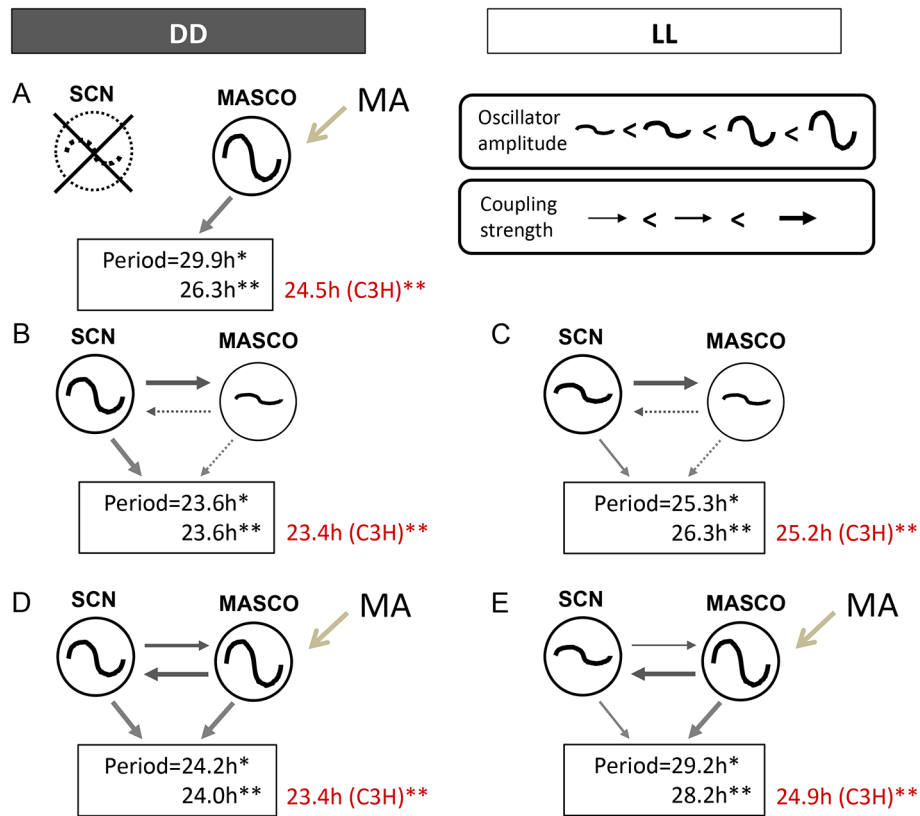 DD
LL
A
SCN
MASCO
MA
Period=29.9h*
26.3h** 24.5h (C3H)**
Oscillator
amplitude < < <
Coupling
strength < <
B
SCN
MASCO
Period=23.6h*
23.6h** 23.4h (C3H)**
C
SCN
MASCO
Period=25.3h*
26.3h** 25.2h (C3H)**
D
SCN
MASCO
MA
Period=24.2h*
24.0h** 23.4h (C3H)**
E
SCN
MASCO
MA
Period=29.2h*
28.2h** 24.9h (C3H)**